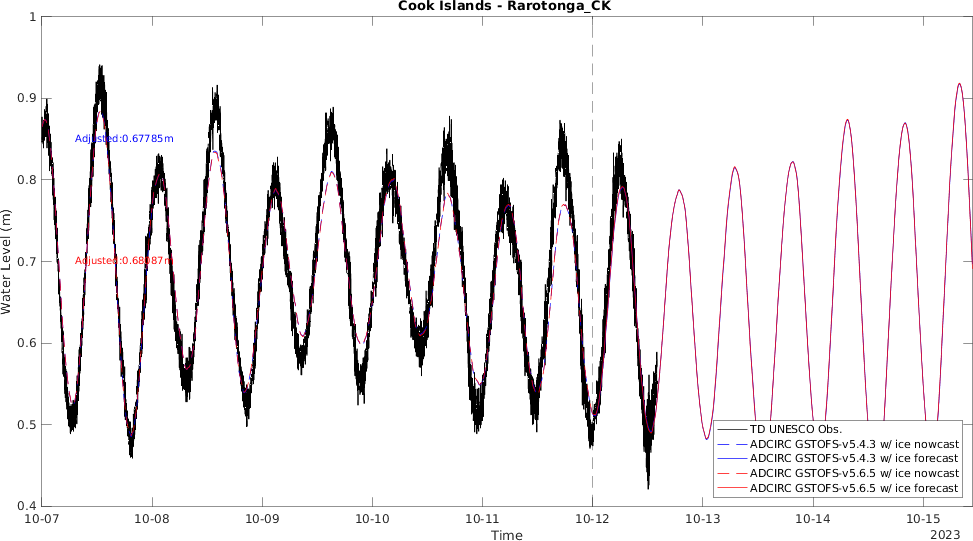 Cook Islands - Rarotonga_CK
Water Level (m)
1
0.9
0.8
0.7
0.6
0.5
0.4
Adjusted:0.67785m
Adjusted:0.68087m
TD UNESCO Obs.
ADCIRC GSTOFS-v5.4.3 w/ ice nowcast
ADCIRC GSTOFS-v5.4.3 w/ ice forecast
ADCIRC GSTOFS-v5.6.5 w/ ice nowcast
ADCIRC GSTOFS-v5.6.5 w/ ice forecast
10-07 10-08 10-09 10-10 10-11 10-12 10-13 10-14 10-15
Time
2023